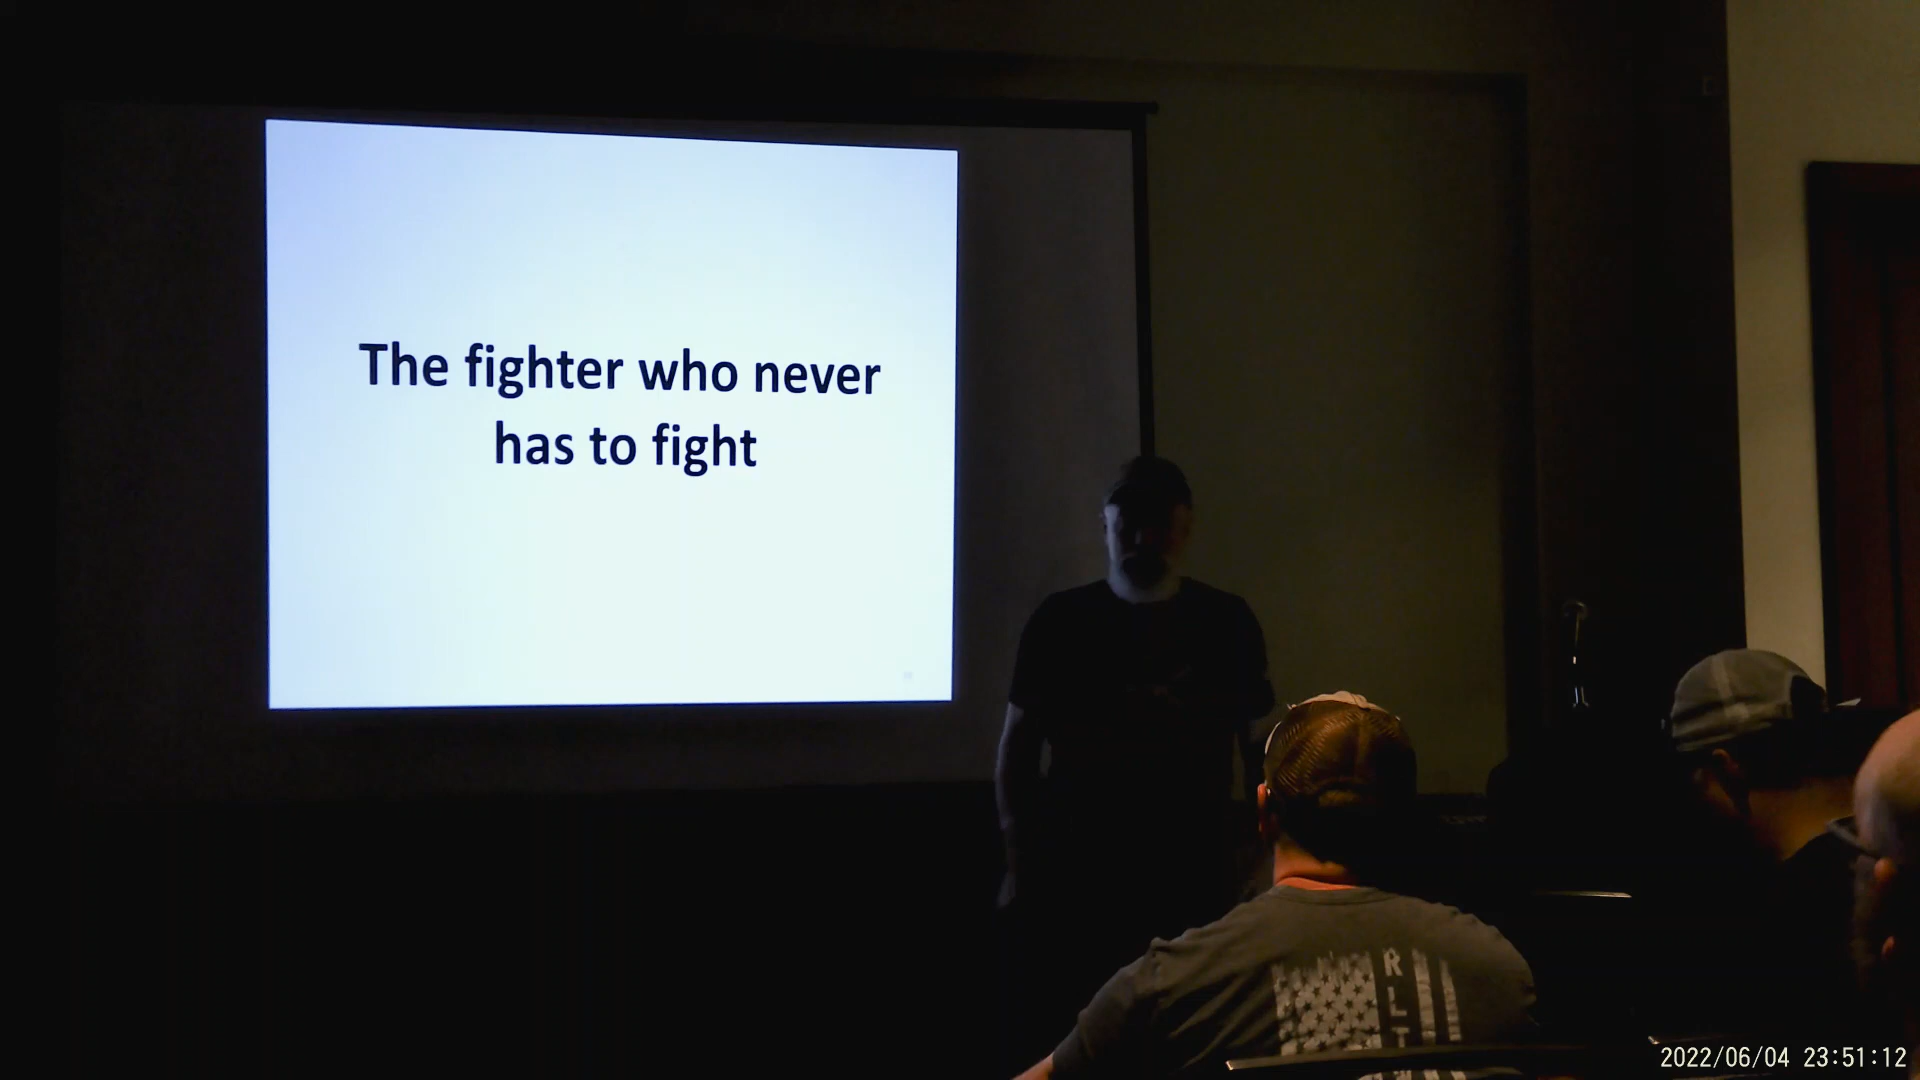 The fighter who never
has to fight
R
L
T
2022/06/04 23:51:12